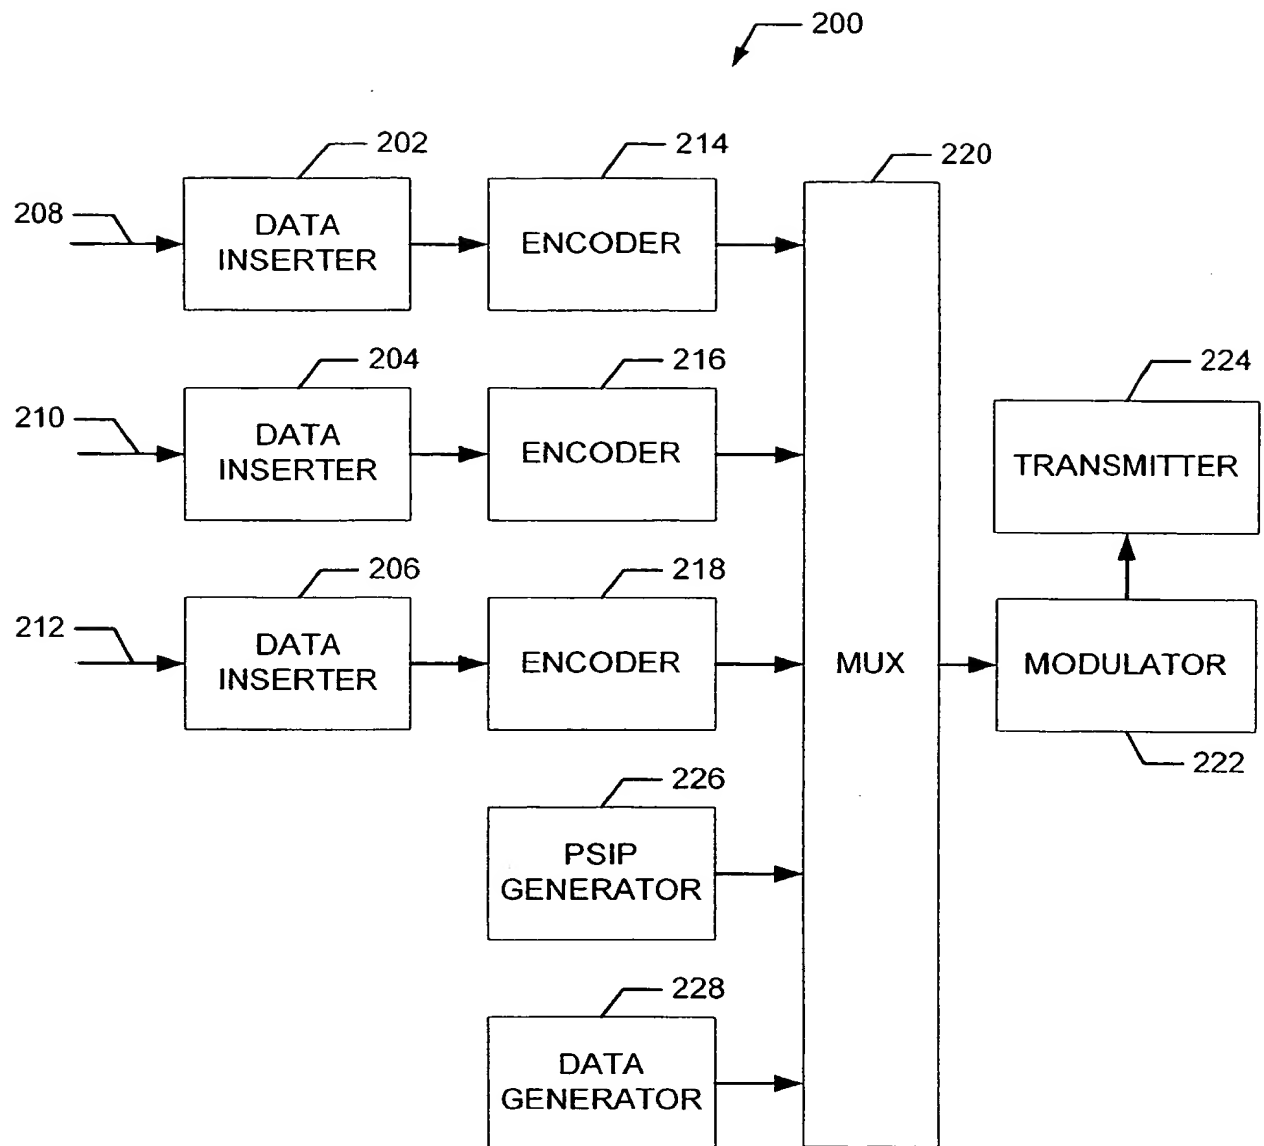 200
202
214
220
208
DATA
INSERTER
ENCODER
204
216
224
210
DATA
INSERTER
ENCODER
TRANSMITTER
206
218
212
DATA
INSERTER
ENCODER
MUX
MODULATOR
222
226
PSIP
GENERATOR
228
DATA
GENERATOR